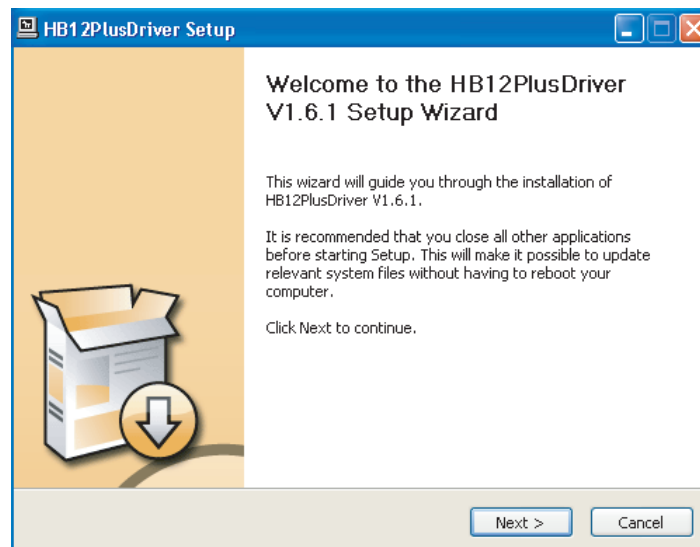 HB12PlusDriver Setup
Welcome to the HB12PlusDriver
V1.6.1 Setup Wizard
This wizard will guide you through the installation of
HB12PlusDriver V1.6.1.
It is recommended that you close all other applications
before starting Setup. This will make it possible to update
relevant system files without having to reboot your
computer.
Click Next to continue.
Next >
Cancel